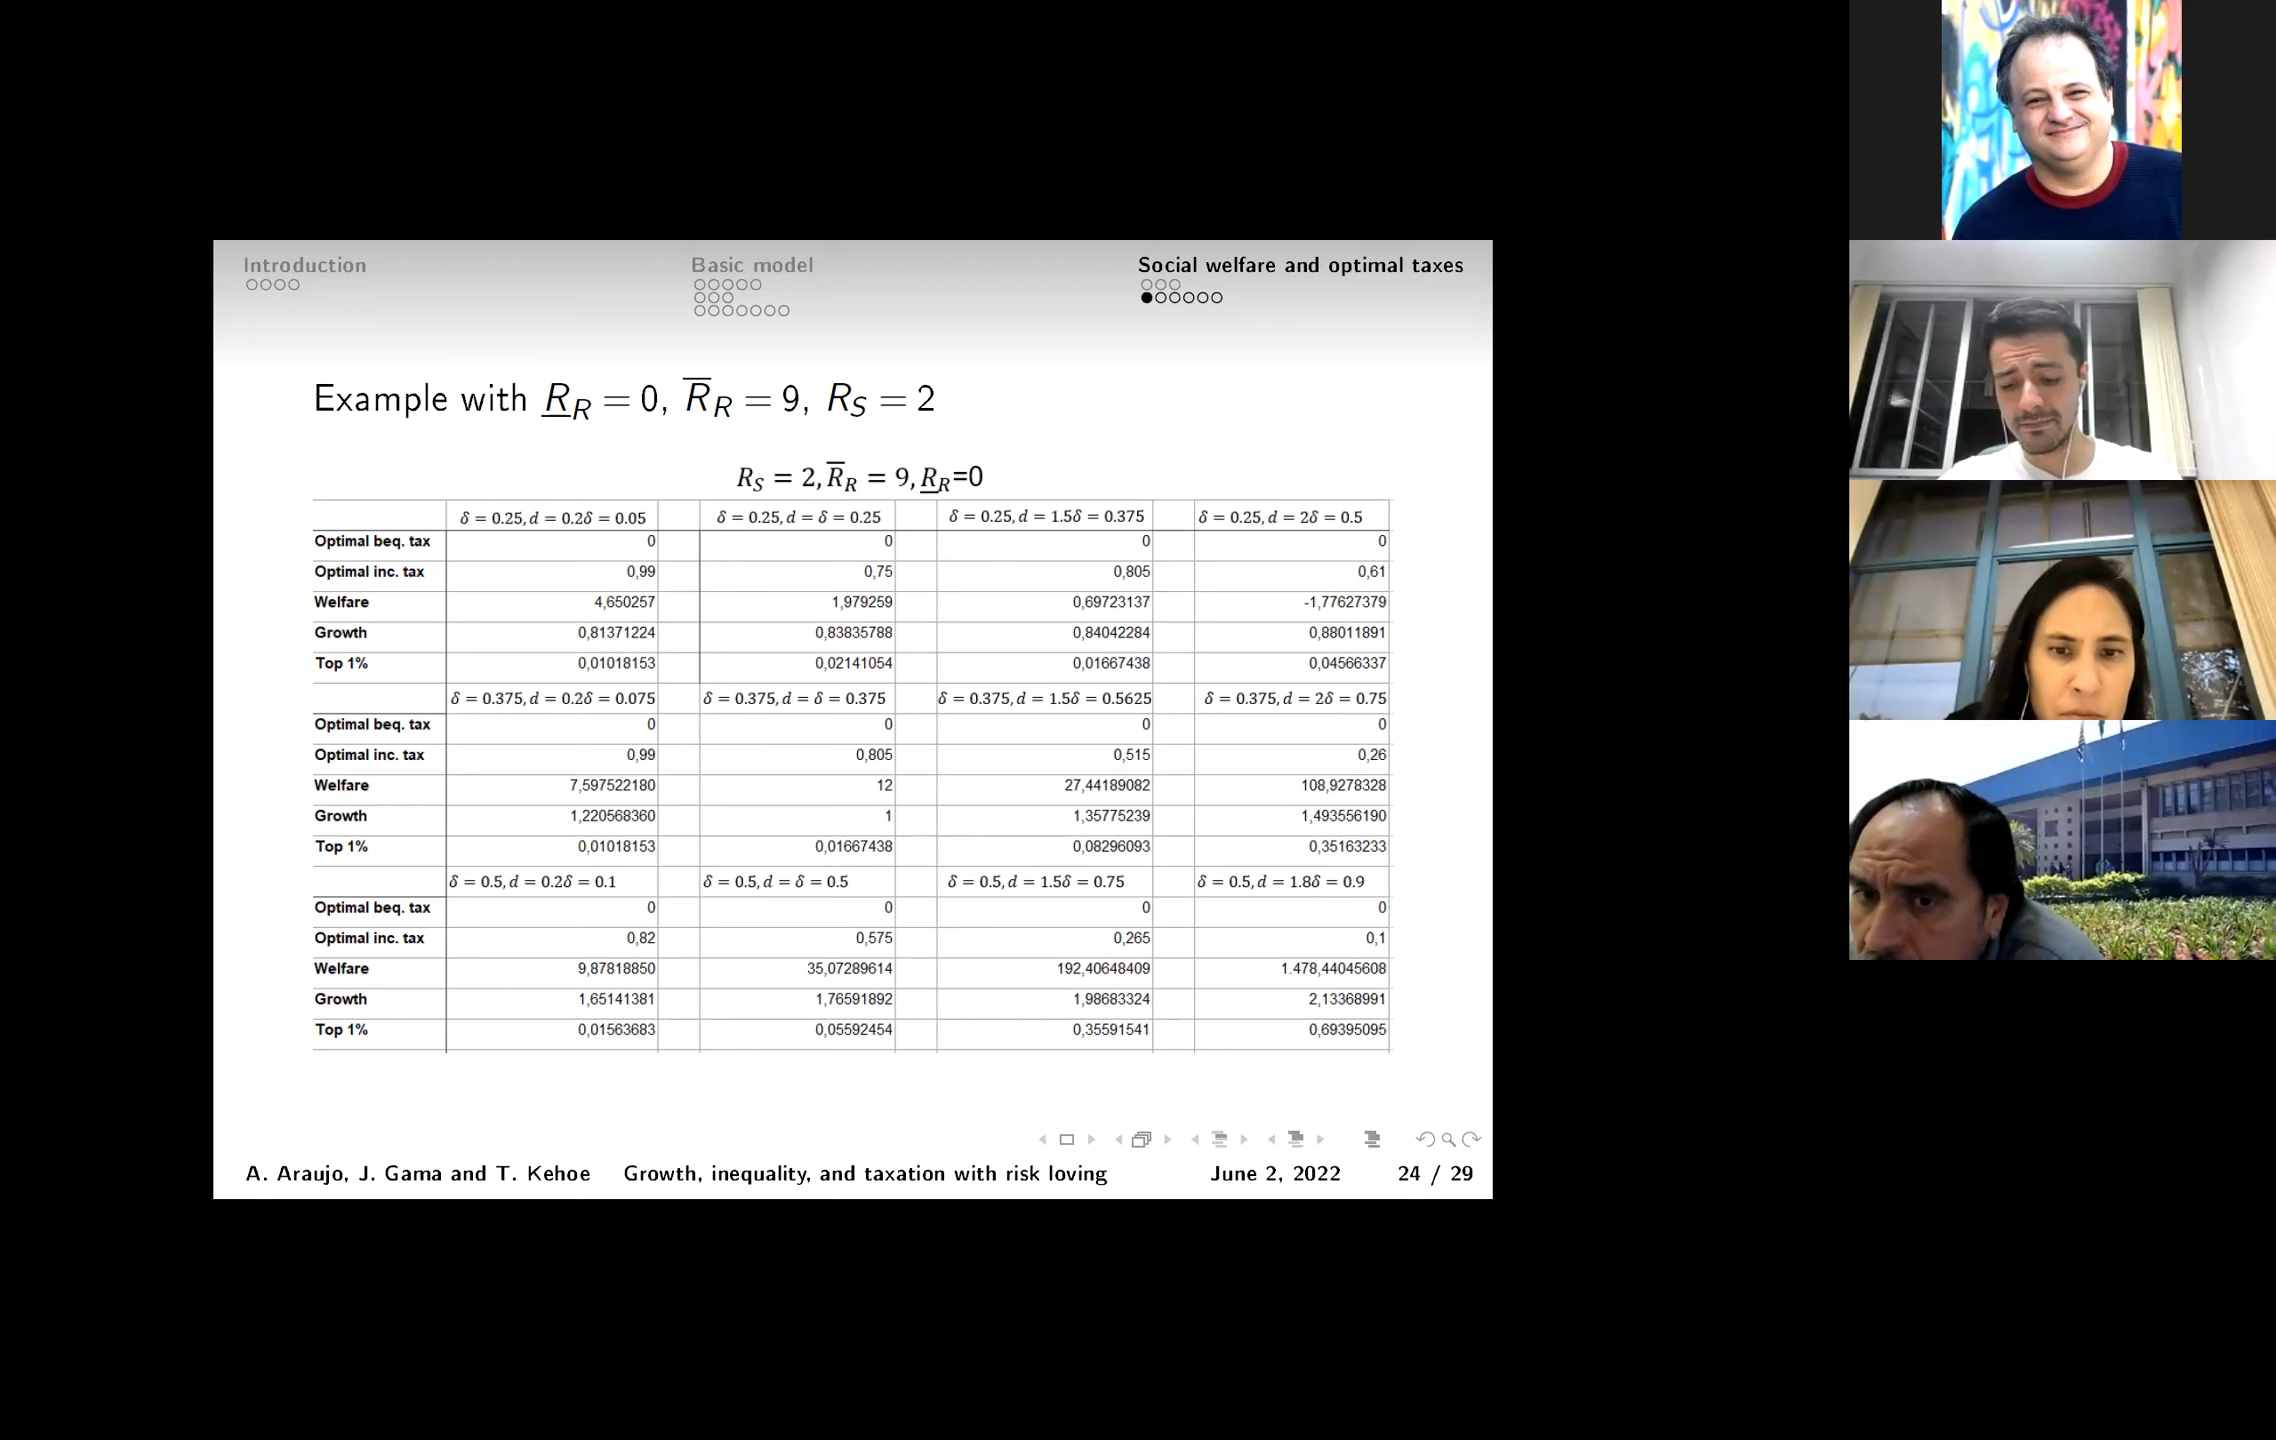 Introduction Basic model Social welfare and optimal taxes
Example with R̲_R = 0, R̅_R = 9, R_S = 2
R_S = 2, R̅_R = 9, R̲_R=0
δ = 0.25, d = 0.2δ = 0.05 δ = 0.25, d = δ = 0.25 δ = 0.25, d = 1.5δ = 0.375 δ = 0.25, d = 2δ = 0.5
Optimal beq. tax 0 0 0 0
Optimal inc. tax 0,99 0,75 0,805 0,61
Welfare 4,650257 1,979259 0,69723137 -1,77627379
Growth 0,81371224 0,83835788 0,84042284 0,88011891
Top 1% 0,01018153 0,02141054 0,01667438 0,04566337
δ = 0.375, d = 0.2δ = 0.075 δ = 0.375, d = δ = 0.375 δ = 0.375, d = 1.5δ = 0.5625 δ = 0.375, d = 2δ = 0.75
Optimal beq. tax 0 0 0 0
Optimal inc. tax 0,99 0,805 0,515 0,26
Welfare 7,597522180 12 27,44189082 108,9278328
Growth 1,220568360 1 1,35775239 1,493556190
Top 1% 0,01018153 0,01667438 0,08296093 0,35163233
δ = 0.5, d = 0.2δ = 0.1 δ = 0.5, d = δ = 0.5 δ = 0.5, d = 1.5δ = 0.75 δ = 0.5, d = 1.8δ = 0.9
Optimal beq. tax 0 0 0 0
Optimal inc. tax 0,82 0,575 0,265 0,1
Welfare 9,87818850 35,07289614 192,40648409 1.478,44045608
Growth 1,65141381 1,76591892 1,98683324 2,13368991
Top 1% 0,01563683 0,05592454 0,35591541 0,69395095
A. Araujo, J. Gama and T. Kehoe Growth, inequality, and taxation with risk loving June 2, 2022 24 / 29